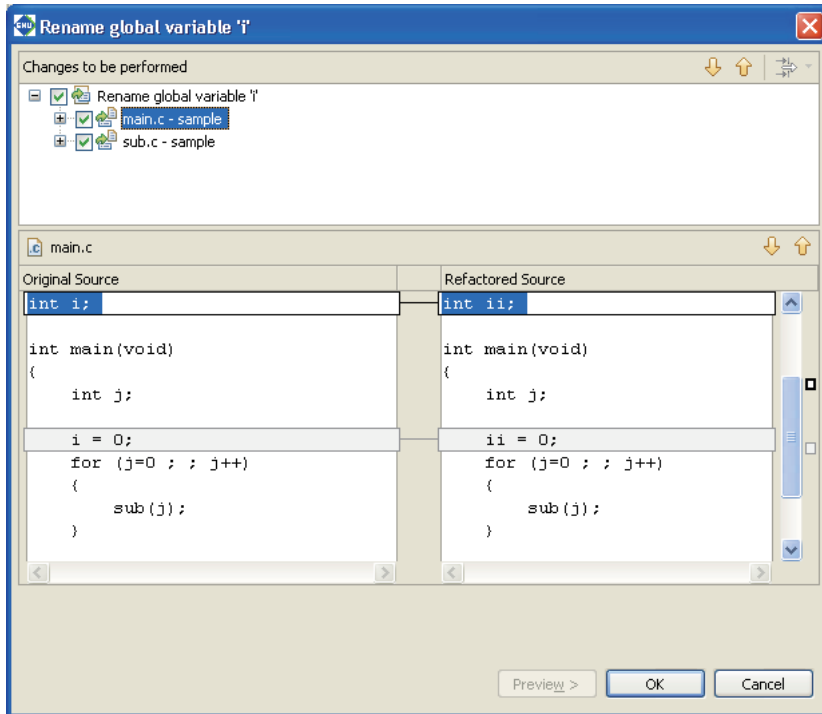 GNU Rename global variable 'i'
Changes to be performed
Rename global variable 'i'
main.c - sample
sub.c - sample
.c main.c
Original Source
Refactored Source
int i;
int main(void)
{
int j;
i = 0;
for (j=0 ; ; j++)
{
sub(j);
}
int ii;
int main(void)
{
int j;
ii = 0;
for (j=0 ; ; j++)
{
sub(j);
}
Preview >
OK
Cancel